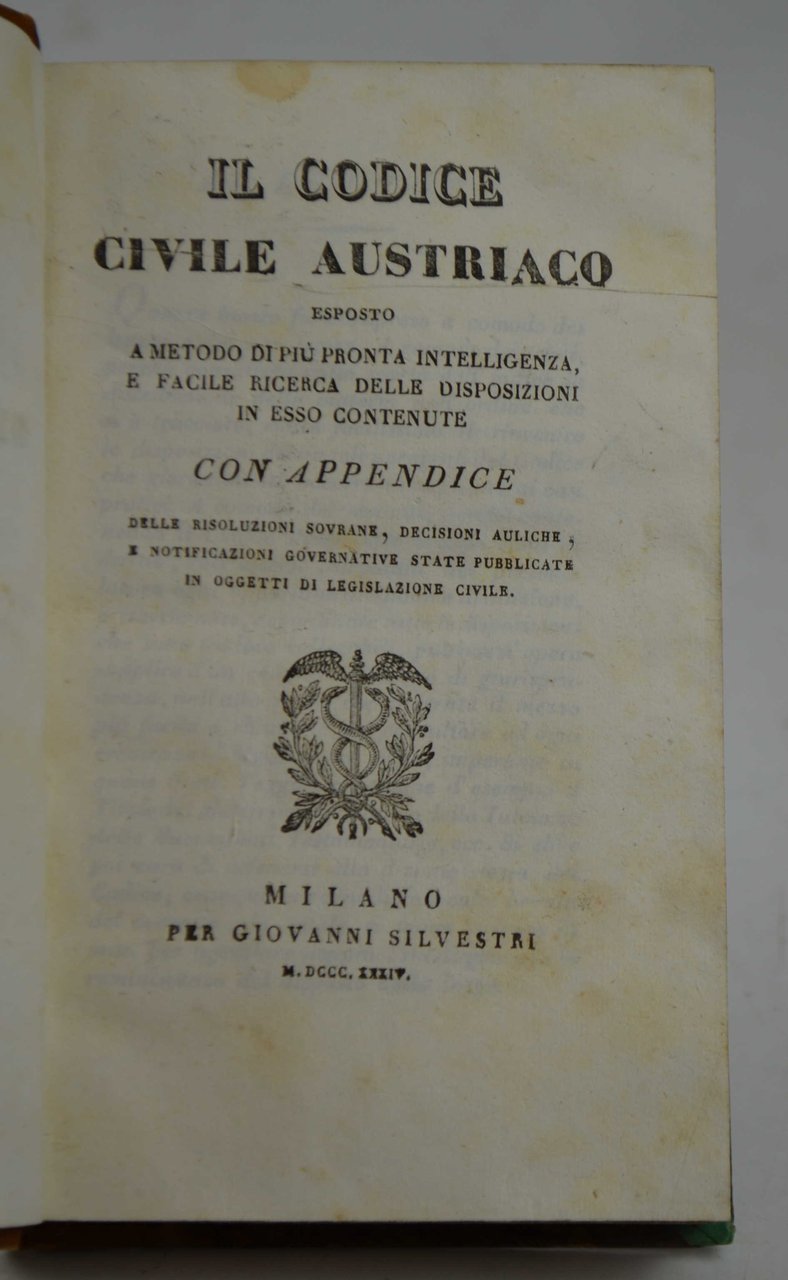 IL CODICE
CIVILE AUSTRIACO
ESPOSTO
A METODO DI PIÙ PRONTA INTELLIGENZA,
E FACILE RICERCA DELLE DISPOSIZIONI
IN ESSO CONTENUTE
CON APPENDICE
DELLE RISOLUZIONI SOVRANE, DECISIONI AULICHE,
E NOTIFICAZIONI GOVERNATIVE STATE PUBBLICATE
IN OGGETTI DI LEGISLAZIONE CIVILE.
MILANO
PER GIOVANNI SILVESTRI
M.DCCC.XXXIV.